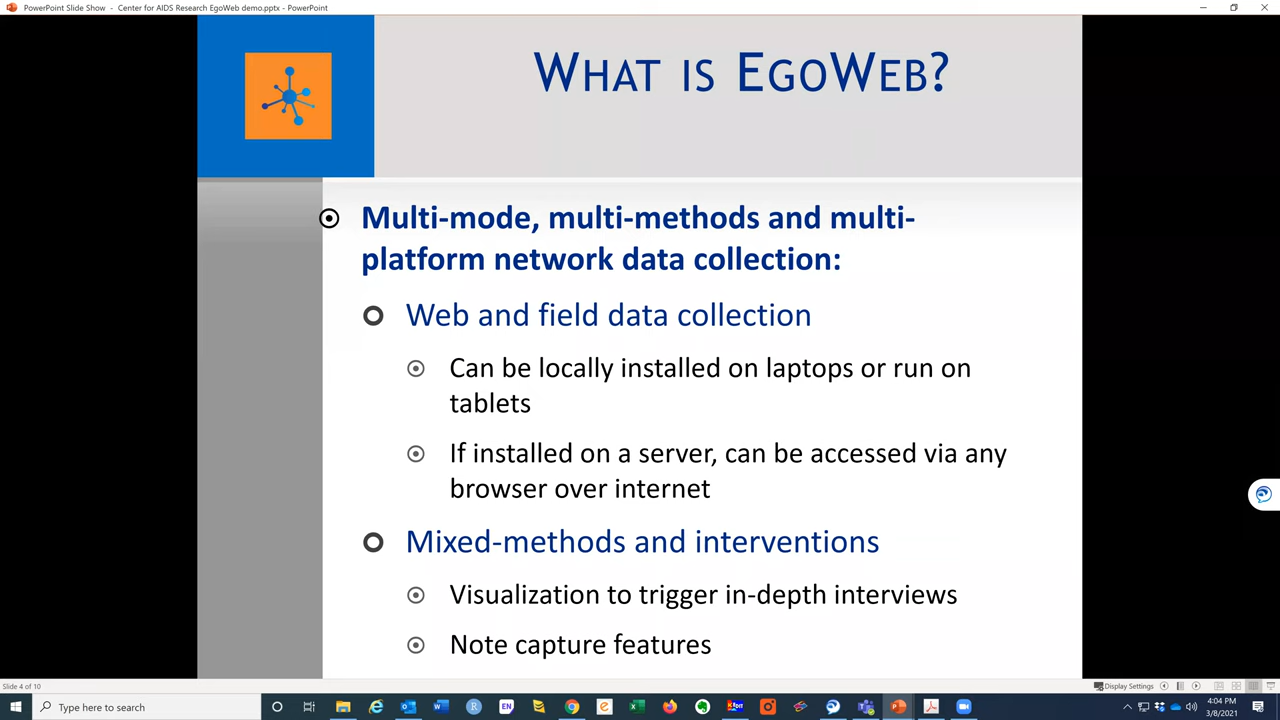 PowerPoint Slide Show - Center for AIDS Research EgoWeb demo.pptx - PowerPoint
WHAT IS EGOWEB?
Multi-mode, multi-methods and multi-
platform network data collection:
Web and field data collection
Can be locally installed on laptops or run on
tablets
If installed on a server, can be accessed via any
browser over internet
Mixed-methods and interventions
Visualization to trigger in-depth interviews
Note capture features
Slide 4 of 10
Display Settings
Type here to search
EN
4:04 PM
3/8/2021